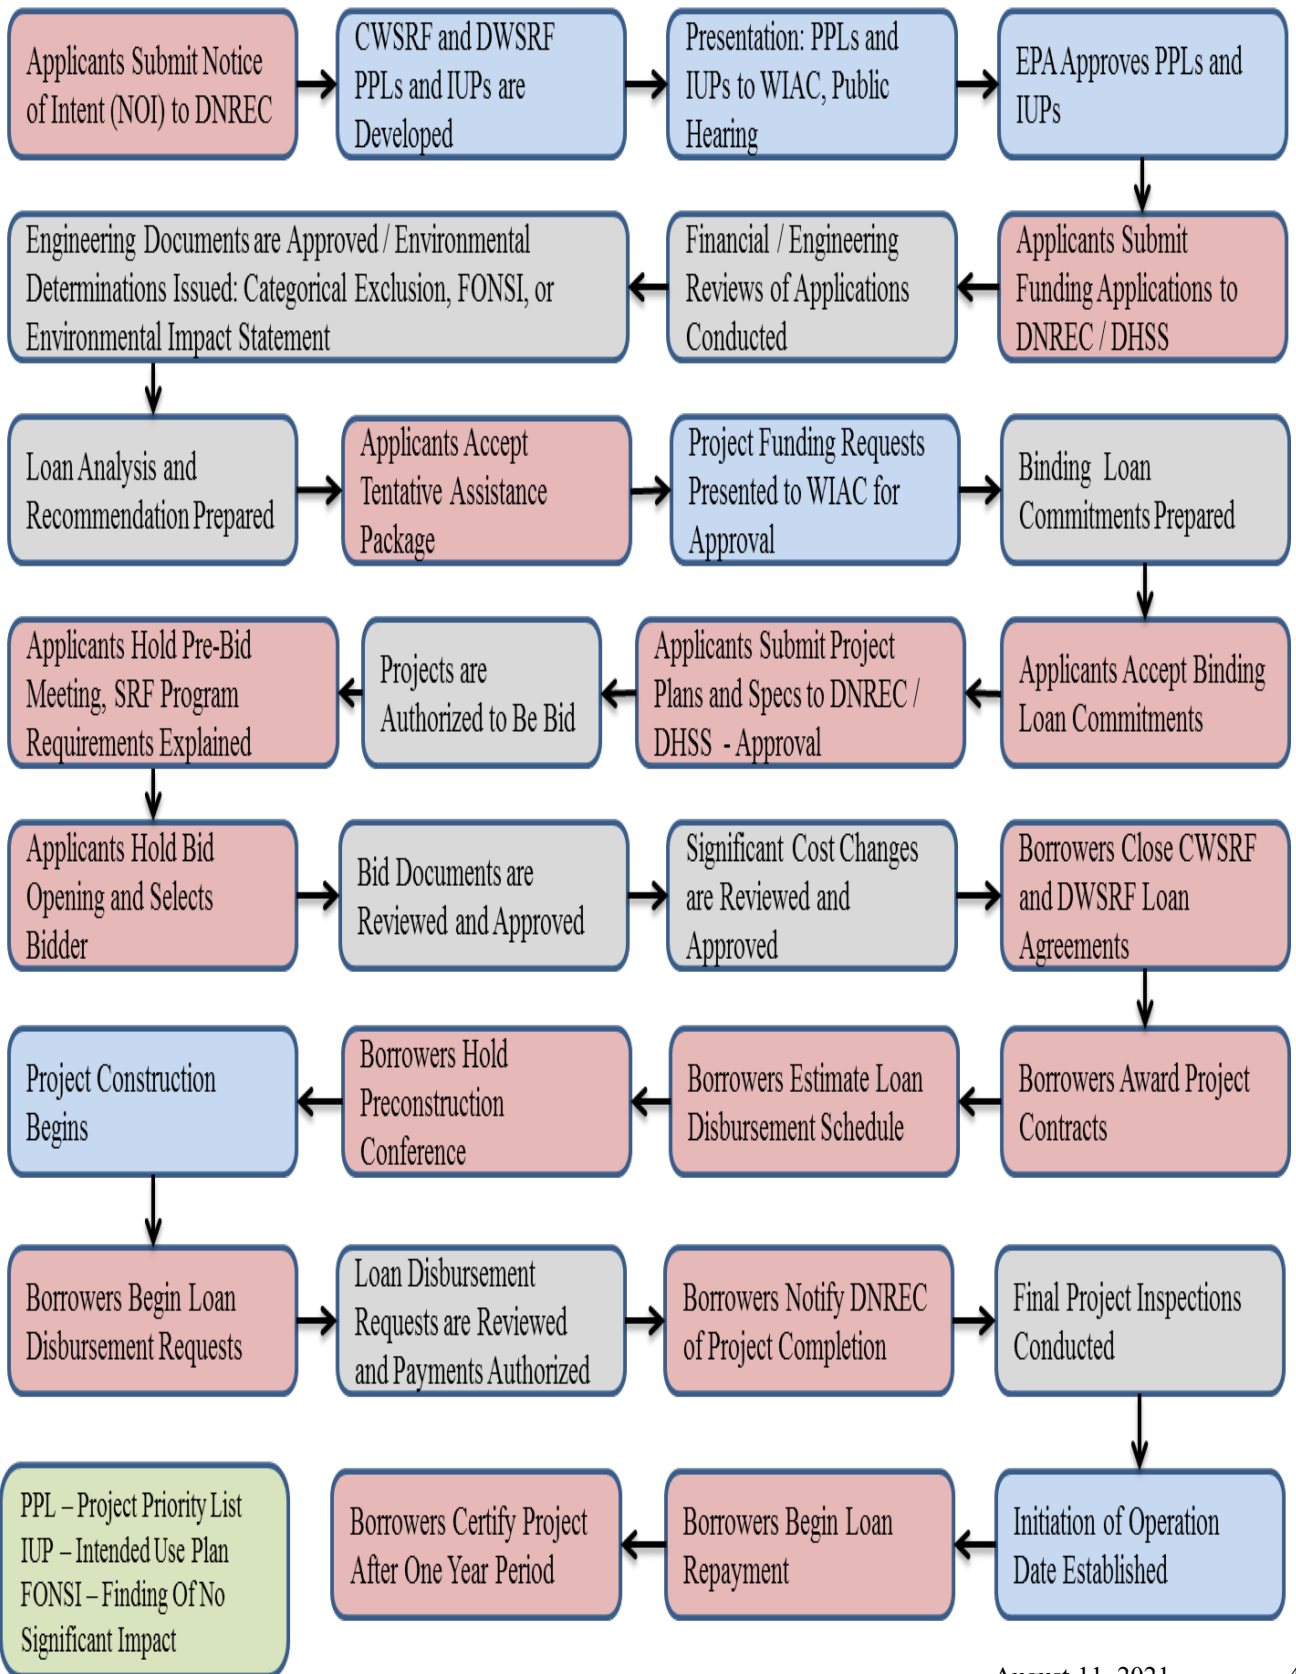 Applicants Submit Notice
of Intent (NOI) to DNREC
CWSRF and DWSRF
PPLs and IUPs are
Developed
Presentation: PPLs and
IUPs to WIAC, Public
Hearing
EPA Approves PPLs and
IUPs
Applicants Submit
Funding Applications to
DNREC / DHSS
Financial / Engineering
Reviews of Applications
Conducted
Engineering Documents are Approved / Environmental
Determinations Issued: Categorical Exclusion, FONSI, or
Environmental Impact Statement
Loan Analysis and
Recommendation Prepared
Applicants Accept
Tentative Assistance
Package
Project Funding Requests
Presented to WIAC for
Approval
Binding Loan
Commitments Prepared
Applicants Accept Binding
Loan Commitments
Applicants Submit Project
Plans and Specs to DNREC /
DHSS - Approval
Projects are
Authorized to Be Bid
Applicants Hold Pre-Bid
Meeting, SRF Program
Requirements Explained
Applicants Hold Bid
Opening and Selects
Bidder
Bid Documents are
Reviewed and Approved
Significant Cost Changes
are Reviewed and
Approved
Borrowers Close CWSRF
and DWSRF Loan
Agreements
Borrowers Award Project
Contracts
Borrowers Estimate Loan
Disbursement Schedule
Borrowers Hold
Preconstruction
Conference
Project Construction
Begins
Borrowers Begin Loan
Disbursement Requests
Loan Disbursement
Requests are Reviewed
and Payments Authorized
Borrowers Notify DNREC
of Project Completion
Final Project Inspections
Conducted
Initiation of Operation
Date Established
Borrowers Begin Loan
Repayment
Borrowers Certify Project
After One Year Period
PPL – Project Priority List
IUP – Intended Use Plan
FONSI – Finding Of No
Significant Impact
August 11, 2021